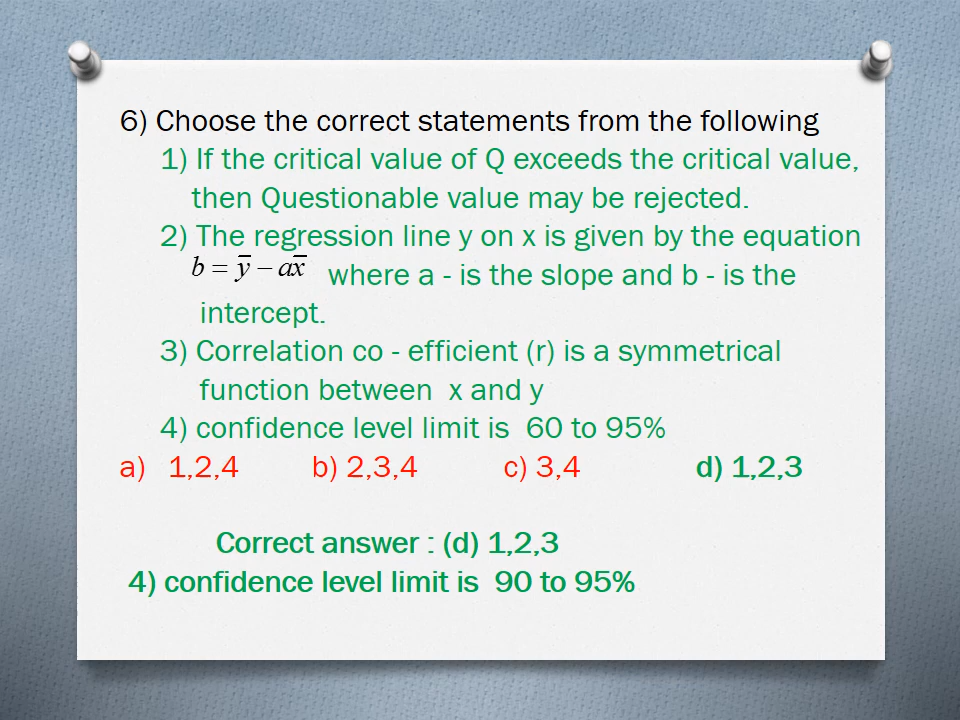 6) Choose the correct statements from the following
1) If the critical value of Q exceeds the critical value,
then Questionable value may be rejected.
2) The regression line y on x is given by the equation
b = y̅ − ax̅ where a - is the slope and b - is the
intercept.
3) Correlation co - efficient (r) is a symmetrical
function between x and y
4) confidence level limit is 60 to 95%
a) 1,2,4 b) 2,3,4 c) 3,4 d) 1,2,3
Correct answer : (d) 1,2,3
4) confidence level limit is 90 to 95%